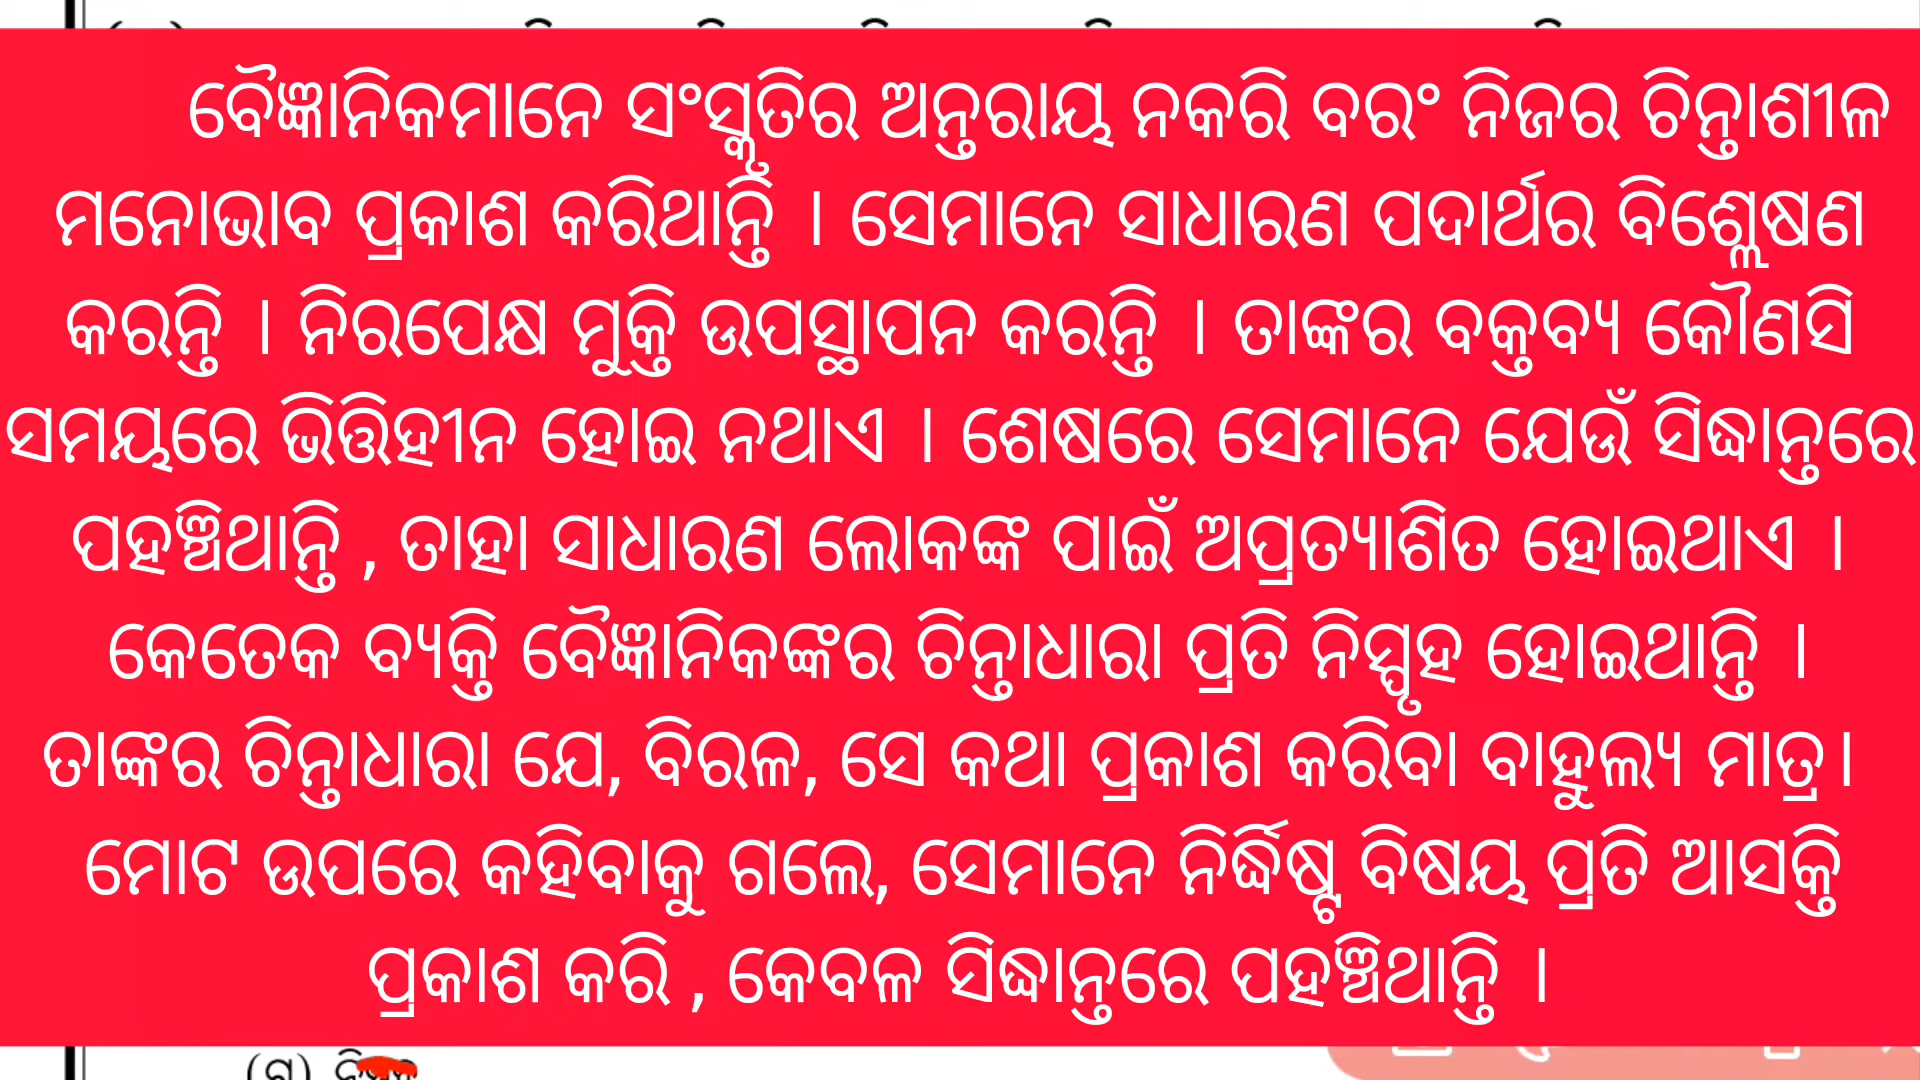 ବୈଜ୍ଞାନିକମାନେ ସଂସ୍କୃତିର ଅନ୍ତରାୟ ନକରି ବରଂ ନିଜର ଚିନ୍ତାଶୀଳ
ମନୋଭାବ ପ୍ରକାଶ କରିଥାନ୍ତି । ସେମାନେ ସାଧାରଣ ପଦାର୍ଥର ବିଶ୍ଲେଷଣ
କରନ୍ତି । ନିରପେକ୍ଷ ମୁକ୍ତି ଉପସ୍ଥାପନ କରନ୍ତି । ତାଙ୍କର ବକ୍ତବ୍ୟ କୌଣସି
ସମୟରେ ଭିତ୍ତିହୀନ ହୋଇ ନଥାଏ । ଶେଷରେ ସେମାନେ ଯେଉଁ ସିଦ୍ଧାନ୍ତରେ
ପହଞ୍ଚିଥାନ୍ତି , ତାହା ସାଧାରଣ ଲୋକଙ୍କ ପାଇଁ ଅପ୍ରତ୍ୟାଶିତ ହୋଇଥାଏ ।
କେତେକ ବ୍ୟକ୍ତି ବୈଜ୍ଞାନିକଙ୍କର ଚିନ୍ତାଧାରା ପ୍ରତି ନିସ୍ପୃହ ହୋଇଥାନ୍ତି ।
ତାଙ୍କର ଚିନ୍ତାଧାରା ଯେ, ବିରଳ, ସେ କଥା ପ୍ରକାଶ କରିବା ବାହୁଲ୍ୟ ମାତ୍ର।
ମୋଟ ଉପରେ କହିବାକୁ ଗଲେ, ସେମାନେ ନିର୍ଦ୍ଧିଷ୍ଟ ବିଷୟ ପ୍ରତି ଆସକ୍ତି
ପ୍ରକାଶ କରି , କେବଳ ସିଦ୍ଧାନ୍ତରେ ପହଞ୍ଚିଥାନ୍ତି ।